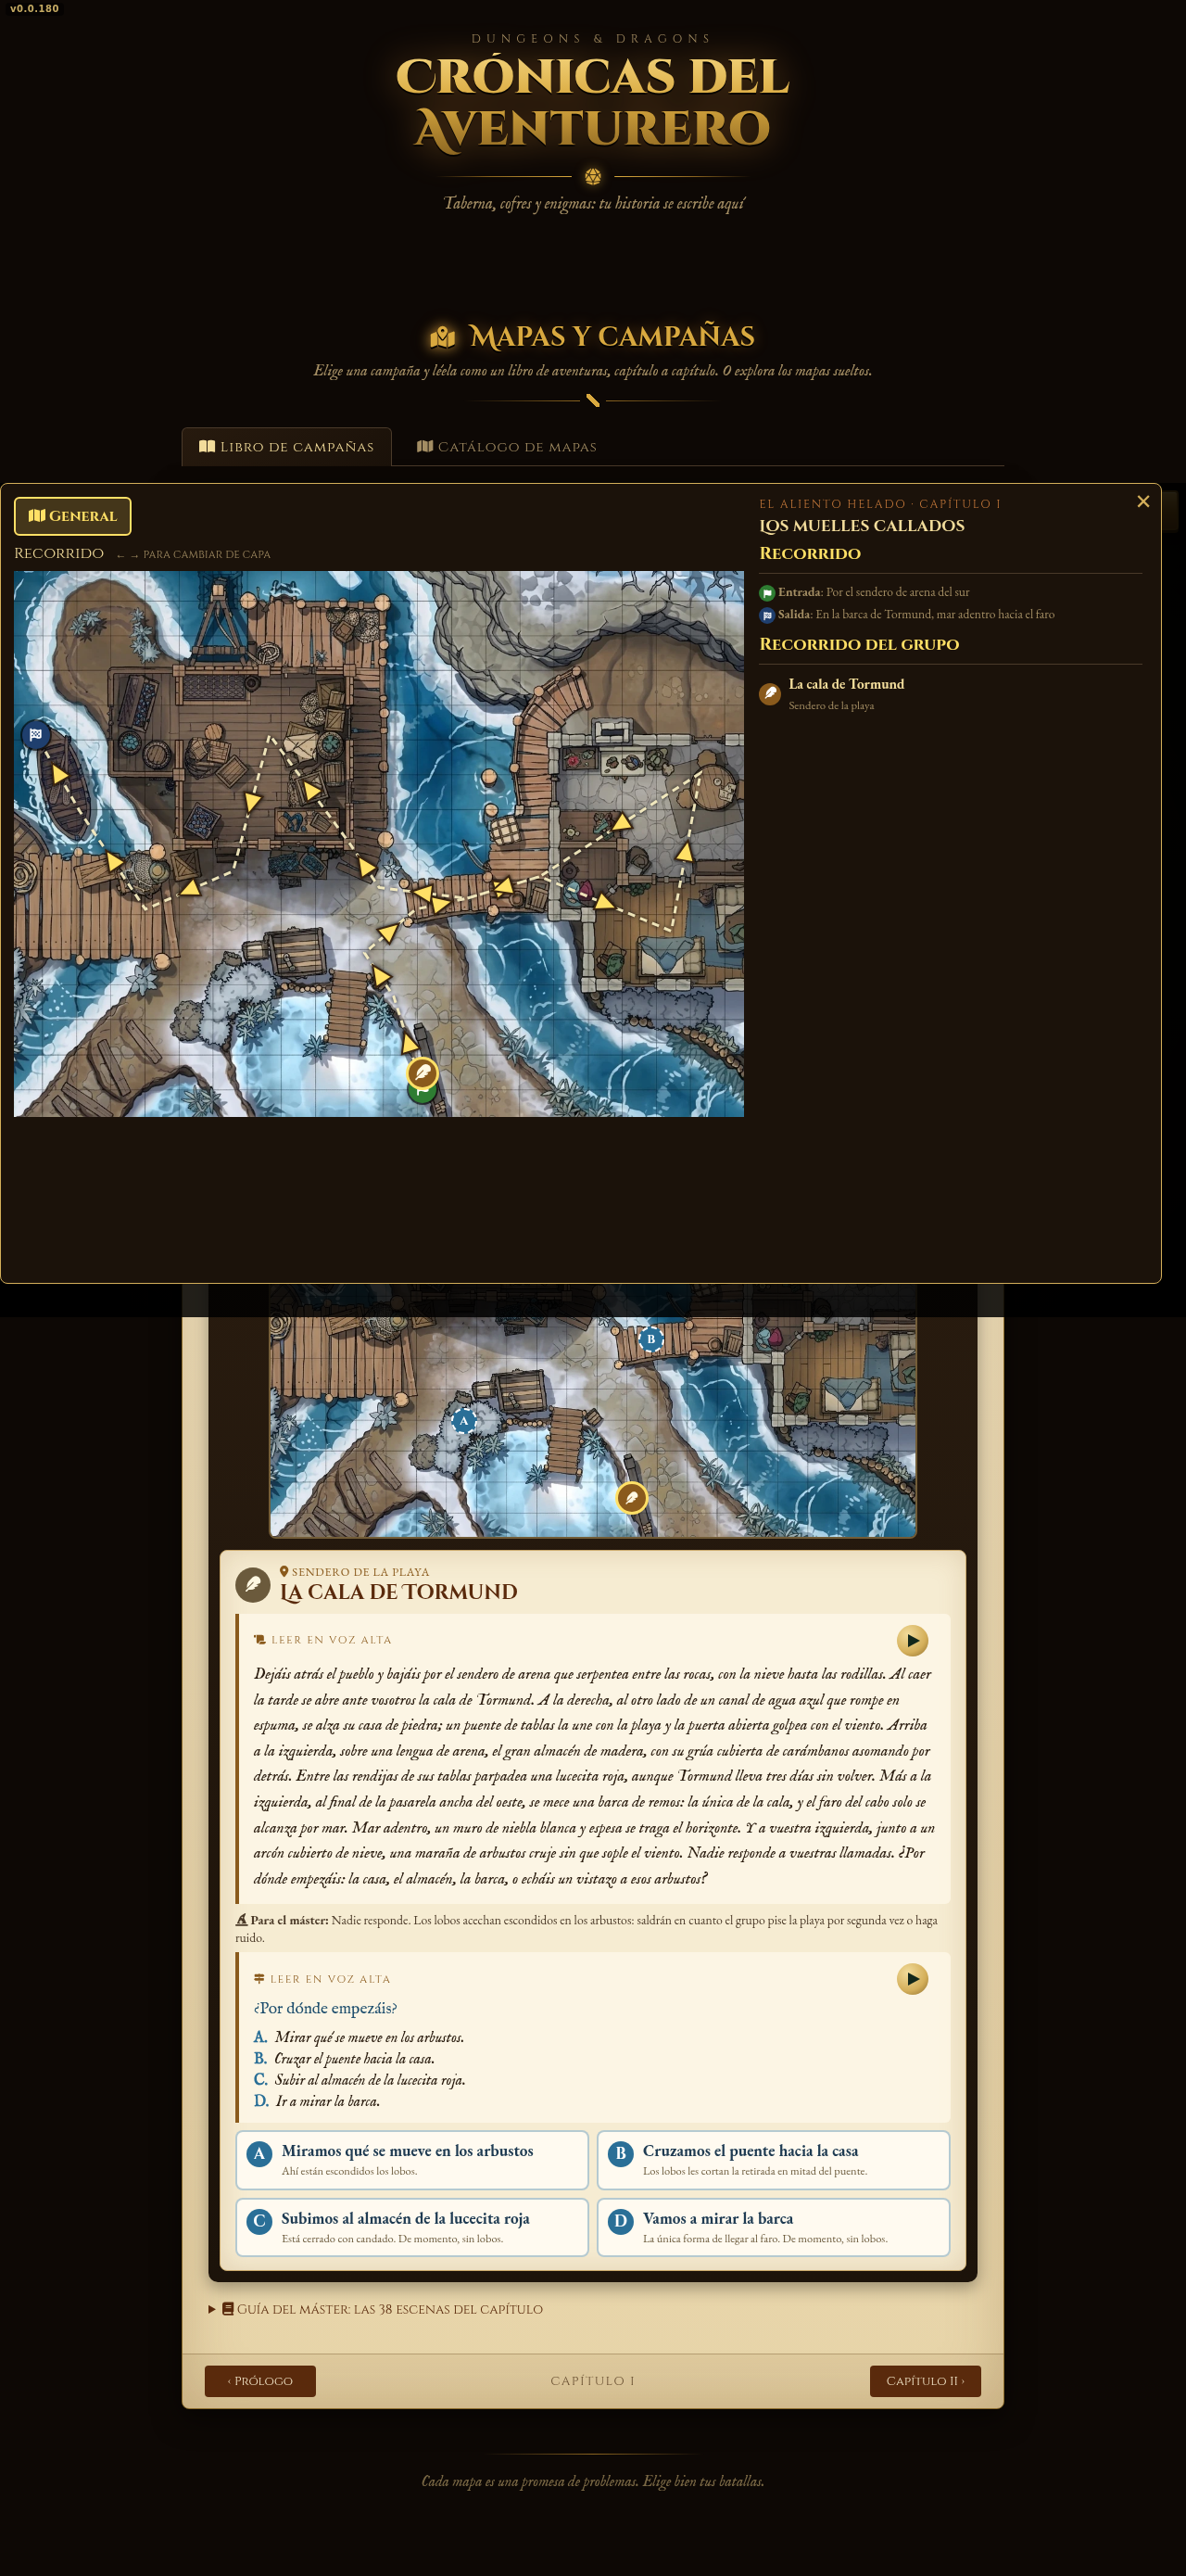 v0.0.180
DUNGEONS & DRAGONS
CRÓNICAS DEL
AVENTURERO
Taberna, cofres y enigmas: tu historia se escribe aquí
MAPAS Y CAMPAÑAS
Elige una campaña y léela como un libro de aventuras, capítulo a capítulo. O explora los mapas sueltos.
LIBRO DE CAMPAÑAS
CATÁLOGO DE MAPAS
GENERAL
RECORRIDO ← → PARA CAMBIAR DE CAPA
EL ALIENTO HELADO · CAPÍTULO I
LOS MUELLES CALLADOS
RECORRIDO
Entrada: Por el sendero de arena del sur
Salida: En la barca de Tormund, mar adentro hacia el faro
RECORRIDO DEL GRUPO
La cala de Tormund
Sendero de la playa
B
A
SENDERO DE LA PLAYA
LA CALA DE TORMUND
LEER EN VOZ ALTA
Dejáis atrás el pueblo y bajáis por el sendero de arena que serpentea entre las rocas, con la nieve hasta las rodillas. Al caer
la tarde se abre ante vosotros la cala de Tormund. A la derecha, al otro lado de un canal de agua azul que rompe en
espuma, se alza su casa de piedra; un puente de tablas la une con la playa y la puerta abierta golpea con el viento. Arriba
a la izquierda, sobre una lengua de arena, el gran almacén de madera, con su grúa cubierta de carámbanos asomando por
detrás. Entre las rendijas de sus tablas parpadea una lucecita roja, aunque Tormund lleva tres días sin volver. Más a la
izquierda, al final de la pasarela ancha del oeste, se mece una barca de remos: la única de la cala, y el faro del cabo solo se
alcanza por mar. Mar adentro, un muro de niebla blanca y espesa se traga el horizonte. Y a vuestra izquierda, junto a un
arcón cubierto de nieve, una maraña de arbustos cruje sin que sople el viento. Nadie responde a vuestras llamadas. ¿Por
dónde empezáis: la casa, el almacén, la barca, o echáis un vistazo a esos arbustos?
Para el máster: Nadie responde. Los lobos acechan escondidos en los arbustos: saldrán en cuanto el grupo pise la playa por segunda vez o haga
ruido.
LEER EN VOZ ALTA
¿Por dónde empezáis?
A. Mirar qué se mueve en los arbustos.
B. Cruzar el puente hacia la casa.
C. Subir al almacén de la lucecita roja.
D. Ir a mirar la barca.
A Miramos qué se mueve en los arbustos
Ahí están escondidos los lobos.
B Cruzamos el puente hacia la casa
Los lobos les cortan la retirada en mitad del puente.
C Subimos al almacén de la lucecita roja
Está cerrado con candado. De momento, sin lobos.
D Vamos a mirar la barca
La única forma de llegar al faro. De momento, sin lobos.
GUÍA DEL MÁSTER: LAS 38 ESCENAS DEL CAPÍTULO
‹ PRÓLOGO
CAPÍTULO I
CAPÍTULO II ›
Cada mapa es una promesa de problemas. Elige bien tus batallas.